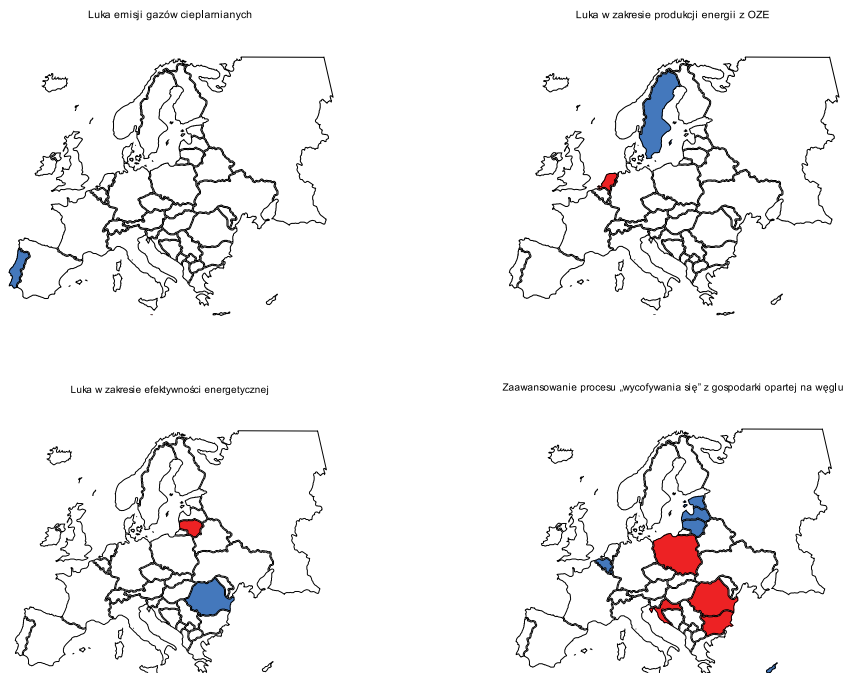 Luka emisji gazów cieplarnianych
Luka w zakresie produkcji energii z OZE
Luka w zakresie efektywności energetycznej
Zaawansowanie procesu „wycofywania się” z gospodarki opartej na węglu